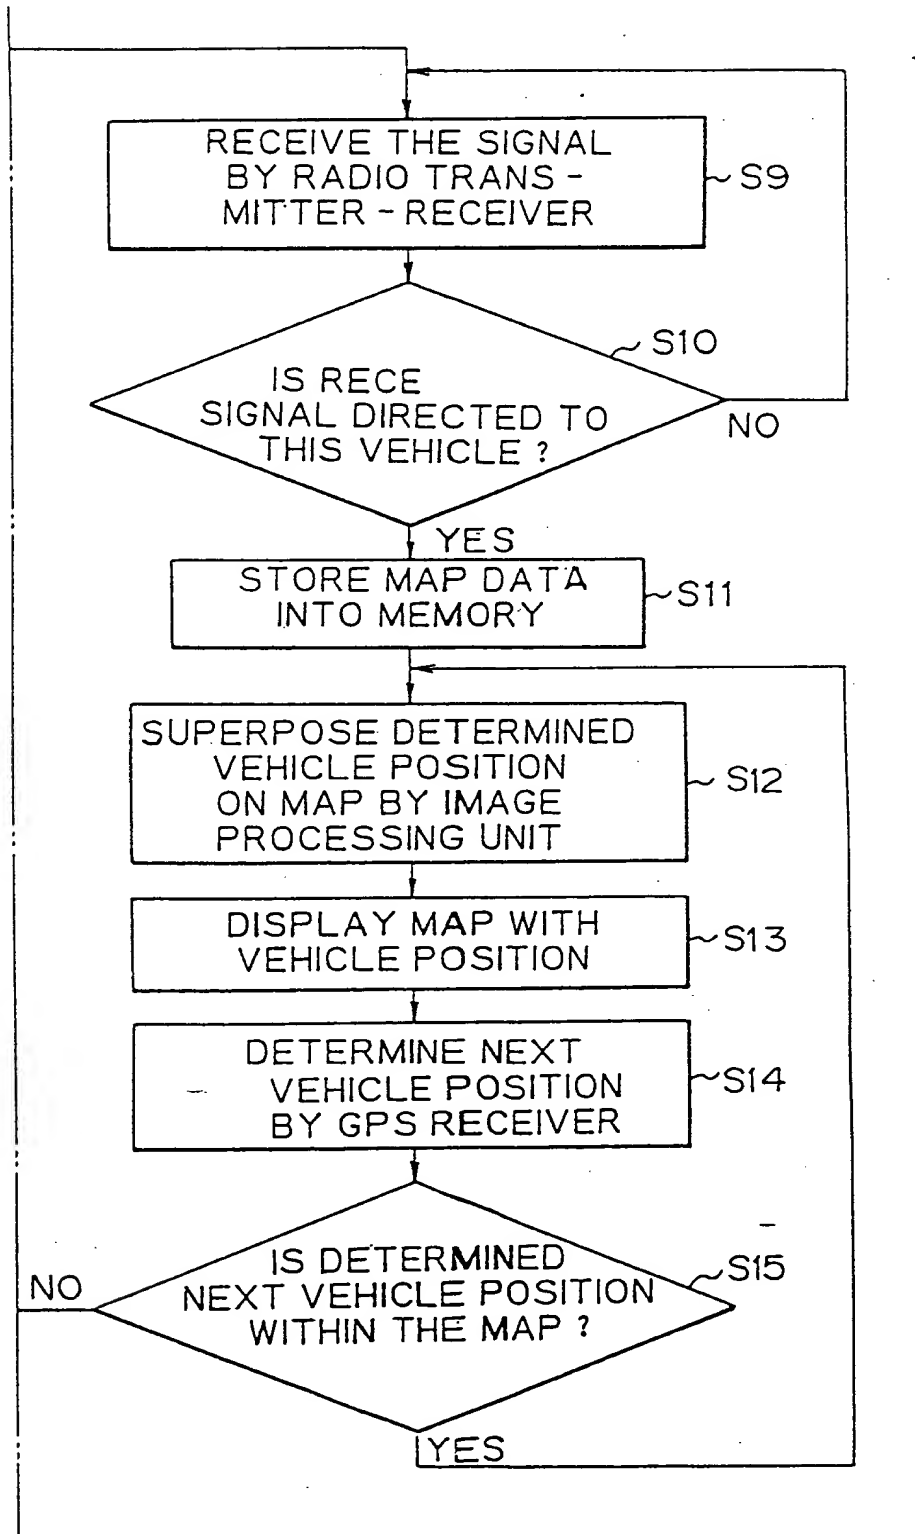 RECEIVE THE SIGNAL
BY RADIO TRANS -
MITTER - RECEIVER
S9
S10
IS RECE
SIGNAL DIRECTED TO
THIS VEHICLE ?
NO
YES
STORE MAP DATA
INTO MEMORY
S11
SUPERPOSE DETERMINED
VEHICLE POSITION
ON MAP BY IMAGE
PROCESSING UNIT
S12
DISPLAY MAP WITH
VEHICLE POSITION
S13
DETERMINE NEXT
VEHICLE POSITION
BY GPS RECEIVER
S14
IS DETERMINED
NEXT VEHICLE POSITION
WITHIN THE MAP ?
S15
NO
YES